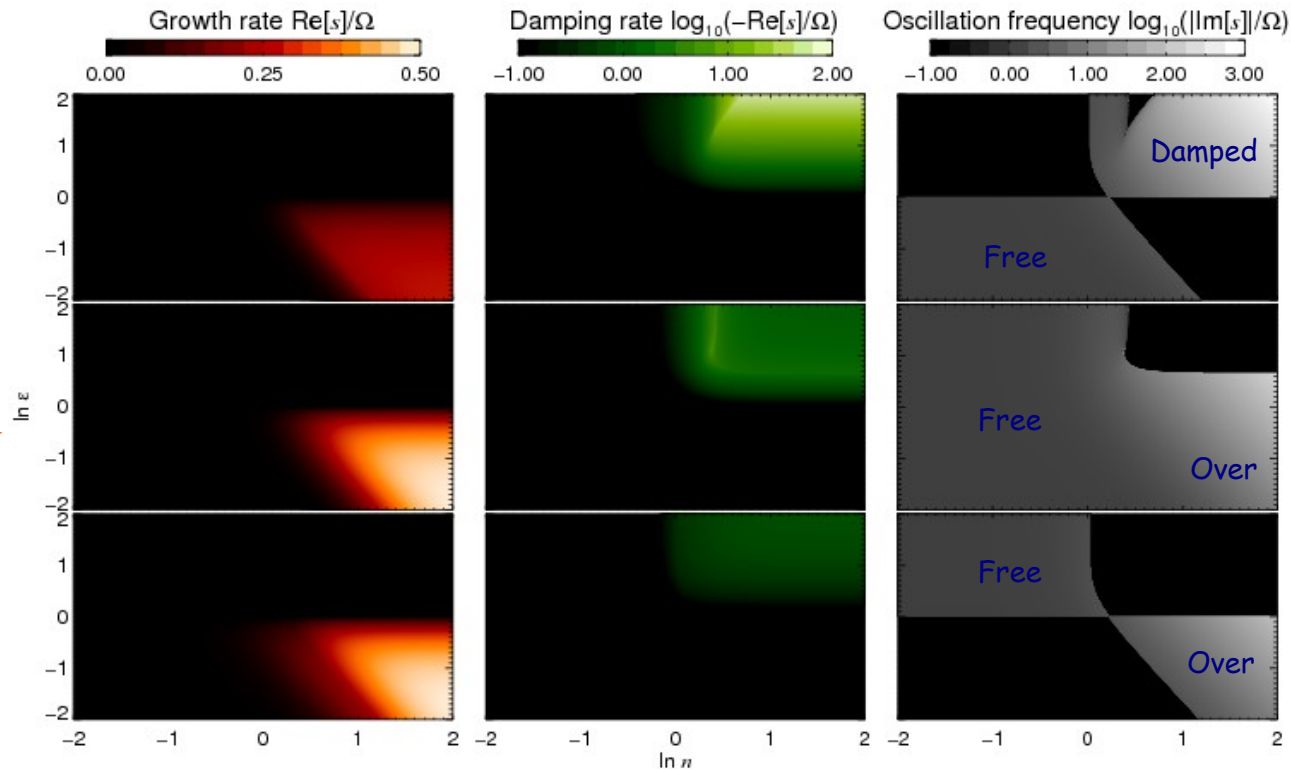 Growth rate Re[s]/Ω
Damping rate log₁₀(−Re[s]/Ω)
Oscillation frequency log₁₀(|Im[s]|/Ω)
0.00 0.25 0.50
−1.00 0.00 1.00 2.00
−1.00 0.00 1.00 2.00 3.00
2
1
0
−1
−2
Damped
Free
2
1
0
−1
−2
ln ε
Free
Over
2
1
0
−1
−2
Free
Over
−2 −1 0 1 2
−2 −1 0 1 2
−2 −1 0 1 2
ln n